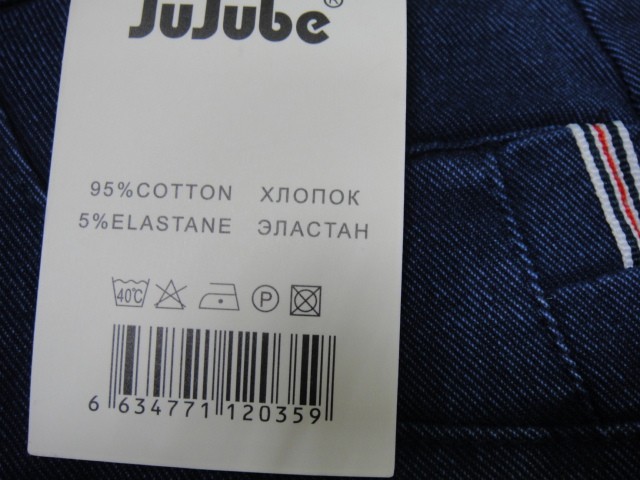 JuJube®
95%COTTON ХЛОПОК
5%ELASTANE ЭЛАСТАН
40℃ P
6 634771 120359